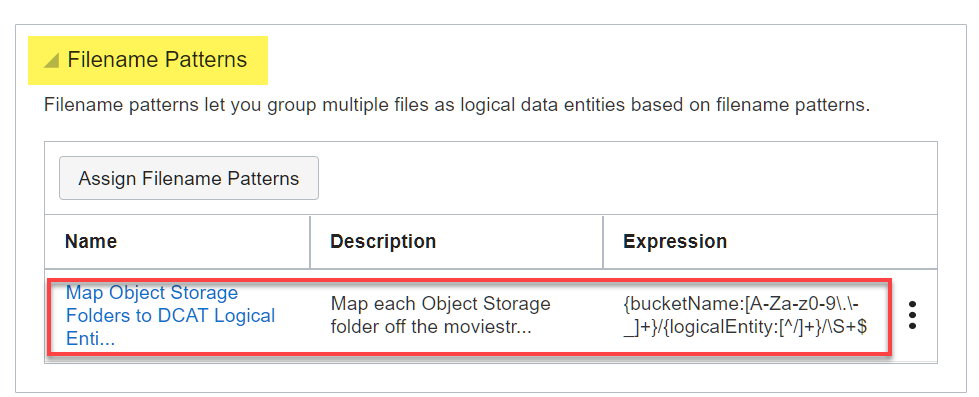 Filename Patterns
Filename patterns let you group multiple files as logical data entities based on filename patterns.
Assign Filename Patterns
Name Description Expression
Map Object Storage Folders to DCAT Logical Enti...
Map each Object Storage folder off the moviestr...
{bucketName:[A-Za-z0-9\.\-_]+}/{logicalEntity:[^/]+}/\S+$